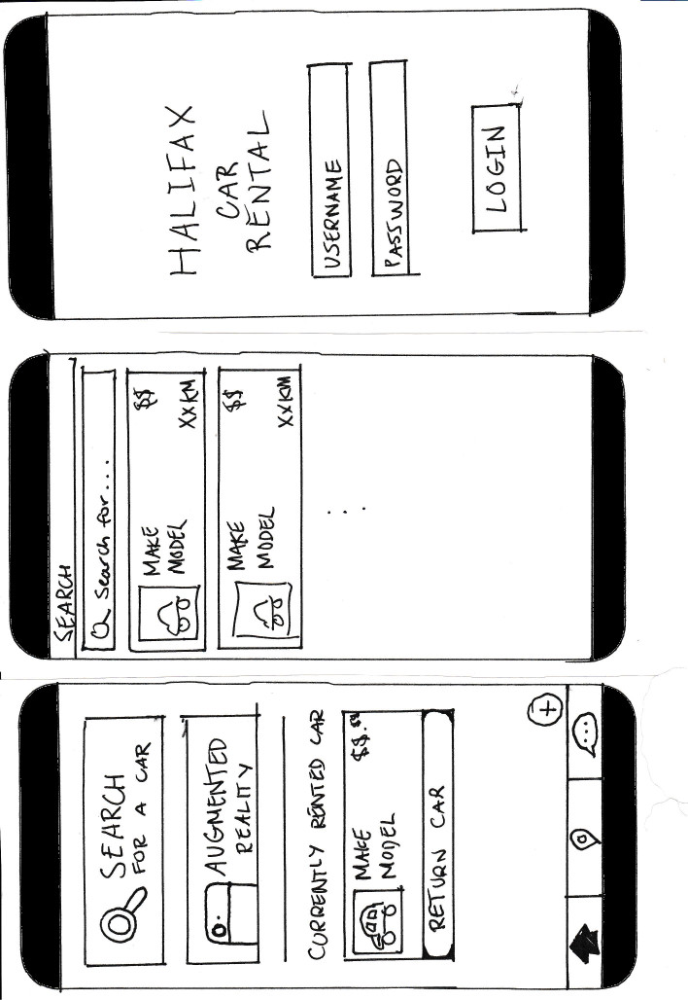 SEARCH
FOR A CAR
AUGMENTED
REALITY
CURRENTLY RENTED CAR
MAKE
MODEL
$$.$$
RETURN CAR
+
SEARCH
Search for...
MAKE
MODEL
$$
XXKM
MAKE
MODEL
$$
XXKM
...
HALIFAX
CAR
RENTAL
USERNAME
PASSWORD
LOGIN